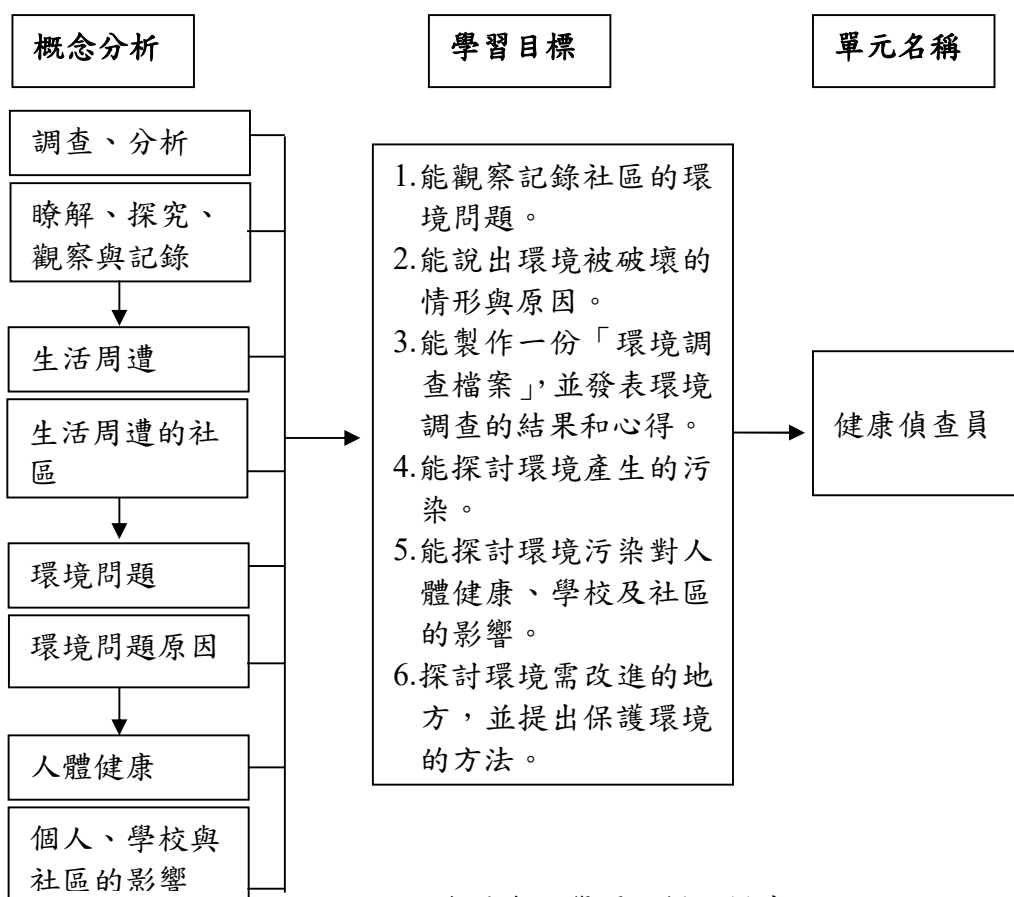 概念分析
學習目標
單元名稱
調查、分析
瞭解、探究、
觀察與記錄
生活周遭
生活周遭的社
區
環境問題
環境問題原因
人體健康
個人、學校與
社區的影響
1.能觀察記錄社區的環
境問題。
2.能說出環境被破壞的
情形與原因。
3.能製作一份「環境調
查檔案」,並發表環境
調查的結果和心得。
4.能探討環境產生的污
染。
5.能探討環境污染對人
體健康、學校及社區
的影響。
6.探討環境需改進的地
方,並提出保護環境
的方法。
健康偵查員